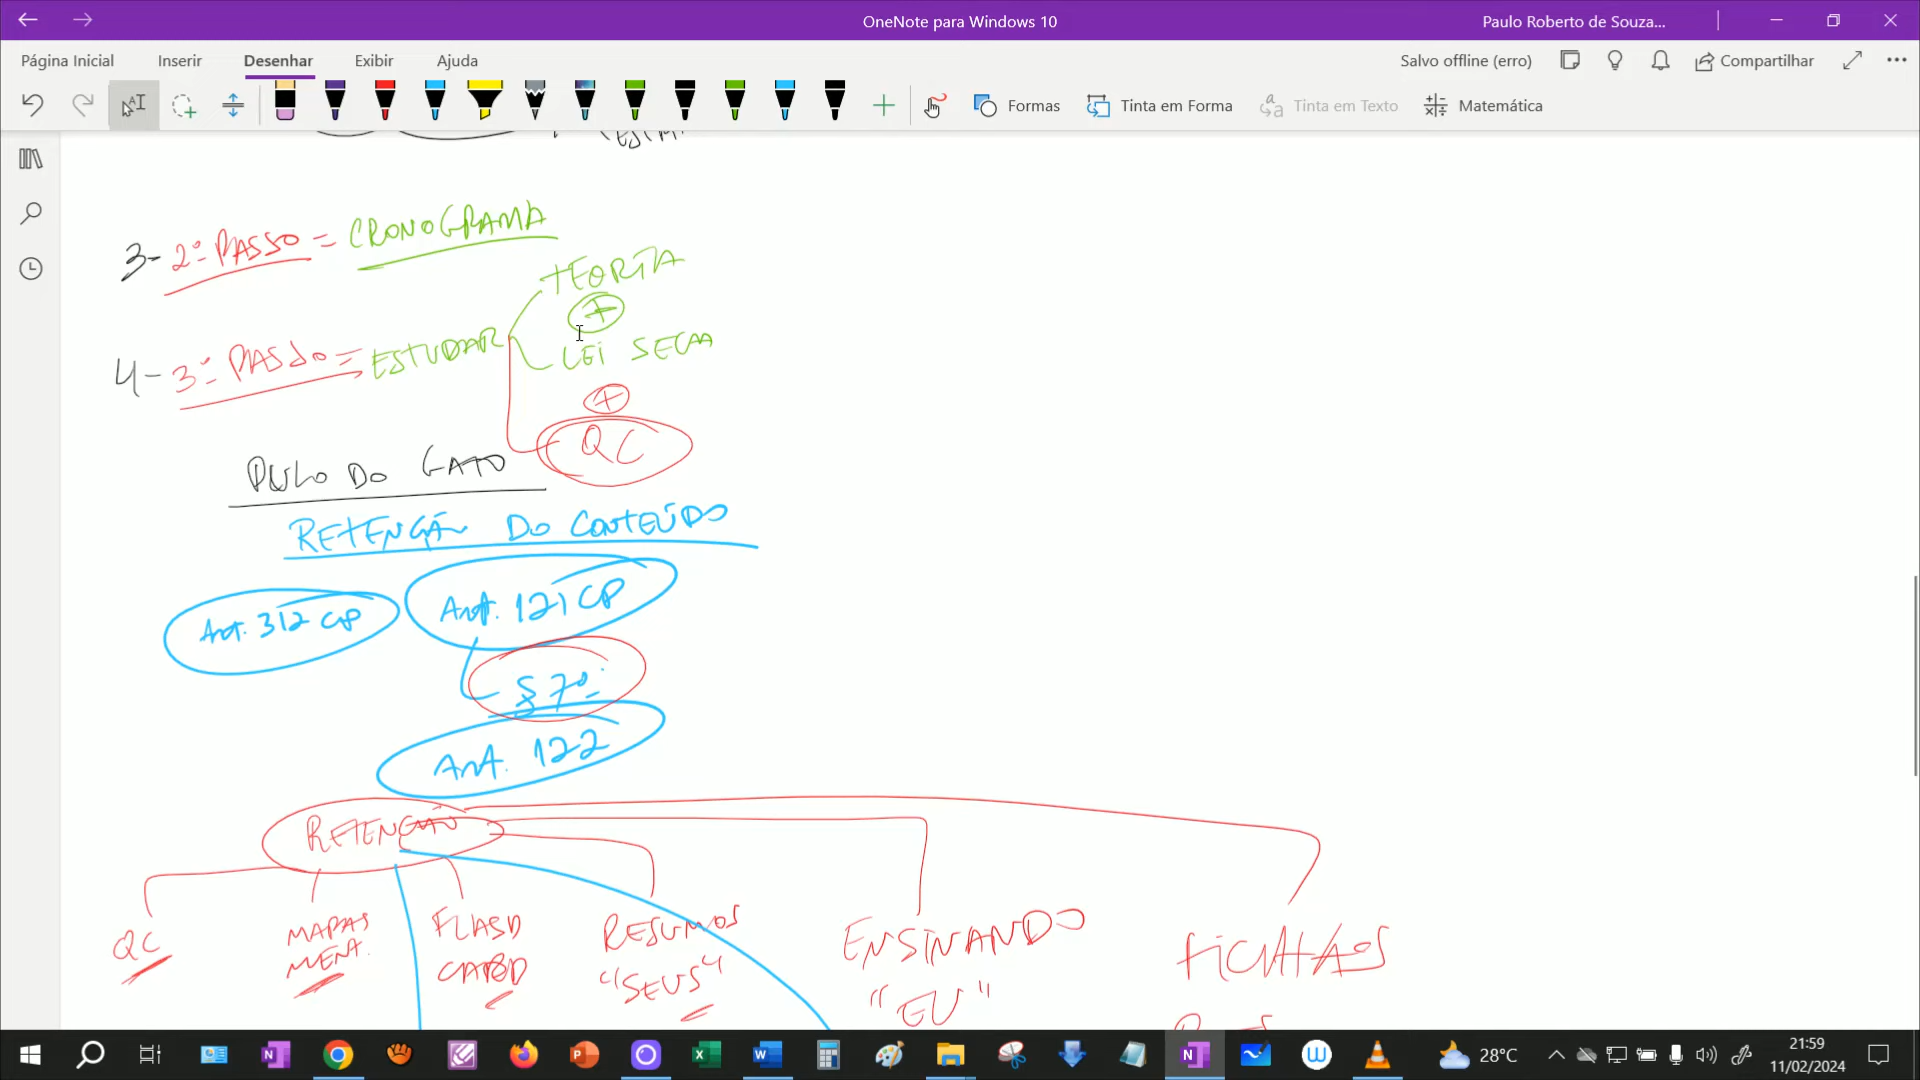 OneNote para Windows 10
Paulo Roberto de Souza...
Página Inicial Inserir Desenhar Exibir Ajuda
Salvo offline (erro) Compartilhar
Formas Tinta em Forma Tinta em Texto Matemática
3- 2º PASSO = CRONOGRAMA
TEORIA
+
4- 3º PASSO = ESTUDAR
LEI SECA
+
QC
PULO DO GATO
RETENÇÃO DO CONTEÚDO
Art. 312 CP Art. 121 CP
§ 7º
Art. 122
RETENÇÃO
QC
MAPAS
MENT.
FLASD
CARD
RESUMOS
"SEUS"
ENSINANDO
"EU"
28°C
21:59
11/02/2024